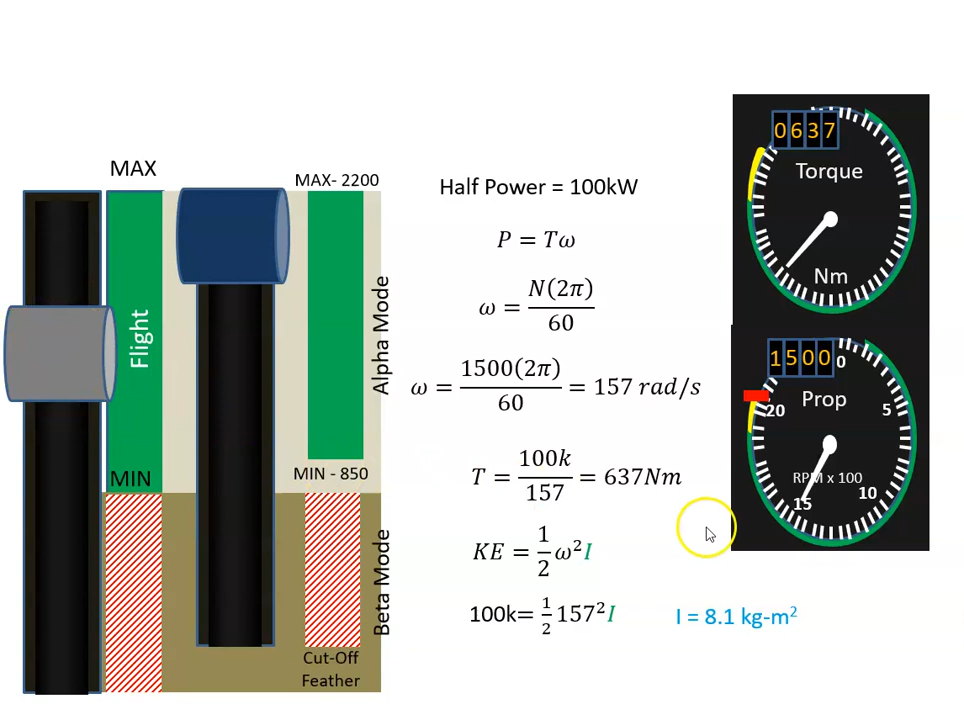 MAX
MAX- 2200
Flight
Alpha Mode
MIN
MIN - 850
Beta Mode
Cut-Off
Feather
Half Power = 100kW
P = Tω
ω = N(2π)/60
ω = 1500(2π)/60 = 157 rad/s
T = 100k/157 = 637Nm
KE = 1/2 ω²I
100k= 1/2 157²I
I = 8.1 kg-m²
0637
Torque
Nm
1500
0
20
Prop
5
RPM x 100
10
15